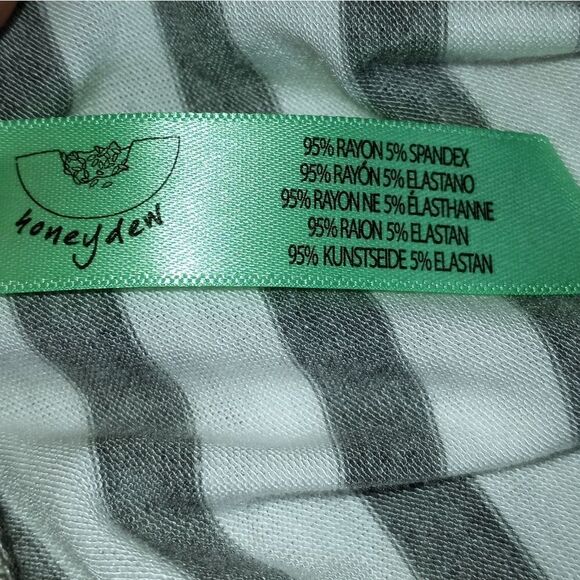 honeydew
95% RAYON 5% SPANDEX
95% RAYÓN 5% ELASTANO
95% RAYON NE 5% ÉLASTHANNE
95% RAION 5% ELASTAN
95% KUNSTSEIDE 5% ELASTAN